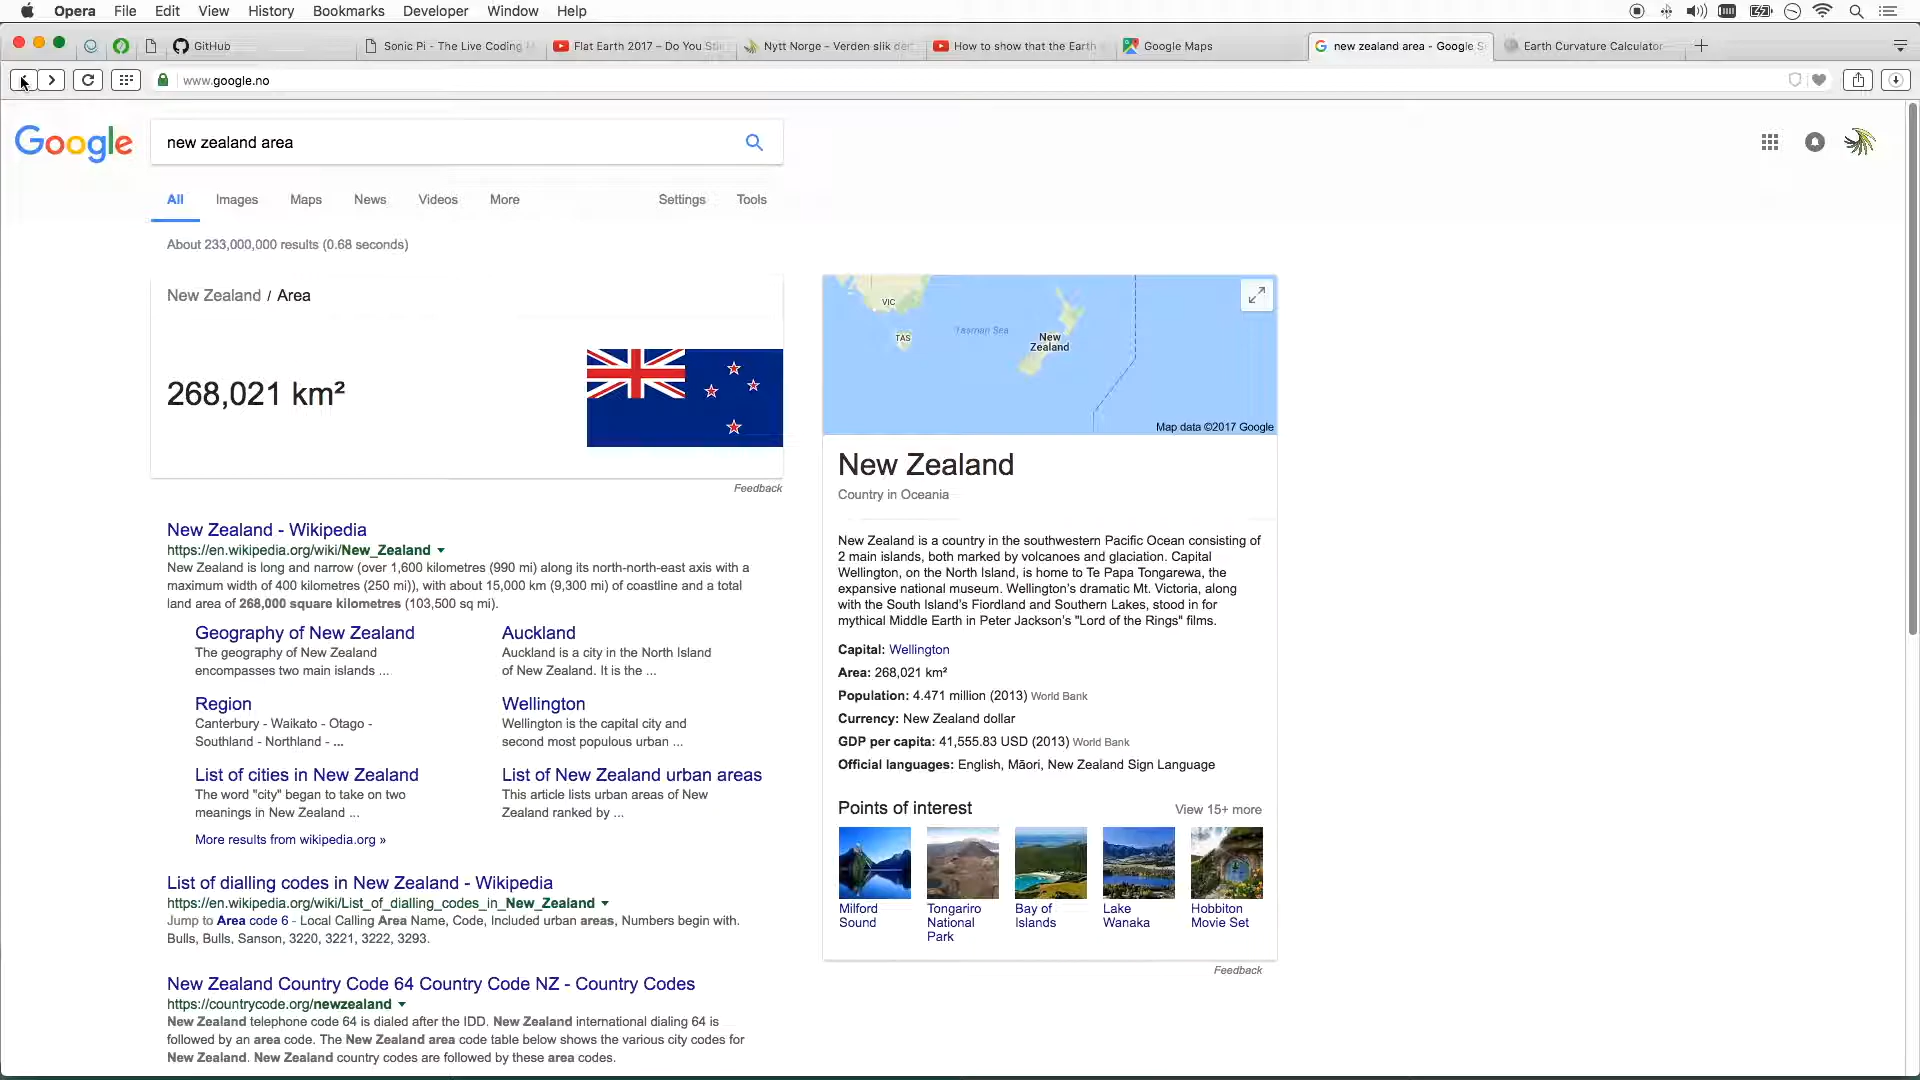 Opera File Edit View History Bookmarks Developer Window Help
GitHub
Sonic Pi - The Live Coding
Flat Earth 2017 – Do You
Nytt Norge – Verden slik
How to show that the Earth
Google Maps
new zealand area - Google S
Earth Curvature Calculator
www.google.no
Google
new zealand area
All Images Maps News Videos More Settings Tools
About 233,000,000 results (0.68 seconds)
New Zealand / Area
268,021 km²
Feedback
New Zealand - Wikipedia
https://en.wikipedia.org/wiki/New_Zealand
New Zealand is long and narrow (over 1,600 kilometres (990 mi) along its north-north-east axis with a
maximum width of 400 kilometres (250 mi)), with about 15,000 km (9,300 mi) of coastline and a total
land area of 268,000 square kilometres (103,500 sq mi).
Geography of New Zealand
The geography of New Zealand
encompasses two main islands ...
Auckland
Auckland is a city in the North Island
of New Zealand. It is the ...
Region
Canterbury - Waikato - Otago -
Southland - Northland - ...
Wellington
Wellington is the capital city and
second most populous urban ...
List of cities in New Zealand
The word "city" began to take on two
meanings in New Zealand ...
List of New Zealand urban areas
This article lists urban areas of New
Zealand ranked by ...
More results from wikipedia.org »
List of dialling codes in New Zealand - Wikipedia
https://en.wikipedia.org/wiki/List_of_dialling_codes_in_New_Zealand
Jump to Area code 6 - Local Calling Area Name, Code, Included urban areas, Numbers begin with.
Bulls, Bulls, Sanson, 3220, 3221, 3222, 3293.
New Zealand Country Code 64 Country Code NZ - Country Codes
https://countrycode.org/newzealand
New Zealand telephone code 64 is dialed after the IDD. New Zealand international dialing 64 is
followed by an area code. The New Zealand area code table below shows the various city codes for
New Zealand. New Zealand country codes are followed by these area codes.
VIC
TAS
Tasman Sea
New
Zealand
Map data ©2017 Google
New Zealand
Country in Oceania
New Zealand is a country in the southwestern Pacific Ocean consisting of
2 main islands, both marked by volcanoes and glaciation. Capital
Wellington, on the North Island, is home to Te Papa Tongarewa, the
expansive national museum. Wellington’s dramatic Mt. Victoria, along
with the South Island’s Fiordland and Southern Lakes, stood in for
mythical Middle Earth in Peter Jackson's "Lord of the Rings" films.
Capital: Wellington
Area: 268,021 km²
Population: 4.471 million (2013) World Bank
Currency: New Zealand dollar
GDP per capita: 41,555.83 USD (2013) World Bank
Official languages: English, Māori, New Zealand Sign Language
Points of interest
View 15+ more
Milford
Sound
Tongariro
National
Park
Bay of
Islands
Lake
Wanaka
Hobbiton
Movie Set
Feedback